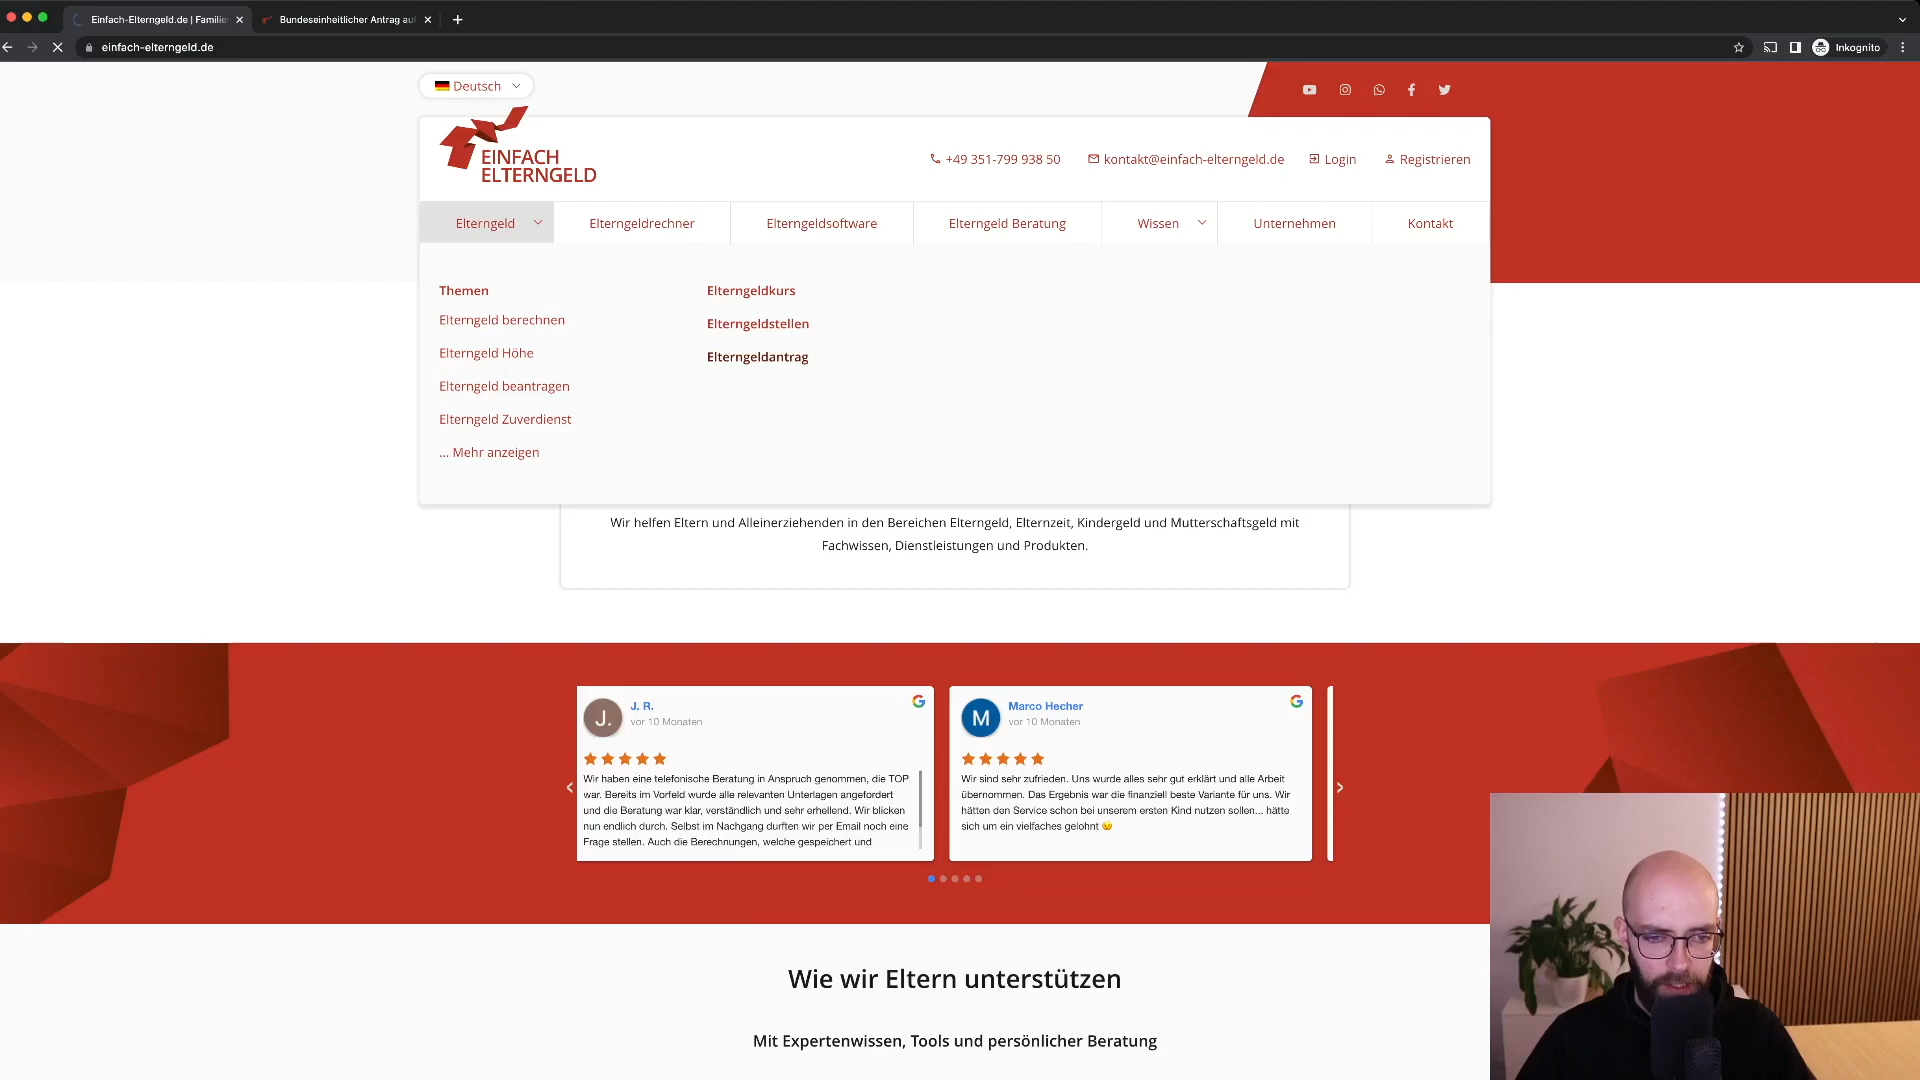 Einfach-Elterngeld.de | Familien
Bundeseinheitlicher Antrag auf
einfach-elterngeld.de
Inkognito
Deutsch
EINFACH
ELTERNGELD
+49 351-799 938 50
kontakt@einfach-elterngeld.de
Login
Registrieren
Elterngeld
Elterngeldrechner
Elterngeldsoftware
Elterngeld Beratung
Wissen
Unternehmen
Kontakt
Themen
Elterngeld berechnen
Elterngeld Höhe
Elterngeld beantragen
Elterngeld Zuverdienst
... Mehr anzeigen
Elterngeldkurs
Elterngeldstellen
Elterngeldantrag
Wir helfen Eltern und Alleinerziehenden in den Bereichen Elterngeld, Elternzeit, Kindergeld und Mutterschaftsgeld mit
Fachwissen, Dienstleistungen und Produkten.
J.
J. R.
vor 10 Monaten
Wir haben eine telefonische Beratung in Anspruch genommen, die TOP
war. Bereits im Vorfeld wurde alle relevanten Unterlagen angefordert
und die Beratung war klar, verständlich und sehr erhellend. Wir blicken
nun endlich durch. Selbst im Nachgang durften wir per Email noch eine
Frage stellen. Auch die Berechnungen, welche gespeichert und
M
Marco Hecher
vor 10 Monaten
Wir sind sehr zufrieden. Uns wurde alles sehr gut erklärt und alle Arbeit
übernommen. Das Ergebnis war die finanziell beste Variante für uns. Wir
hätten den Service schon bei unserem ersten Kind nutzen sollen... hätte
sich um ein vielfaches gelohnt 😉
Wie wir Eltern unterstützen
Mit Expertenwissen, Tools und persönlicher Beratung